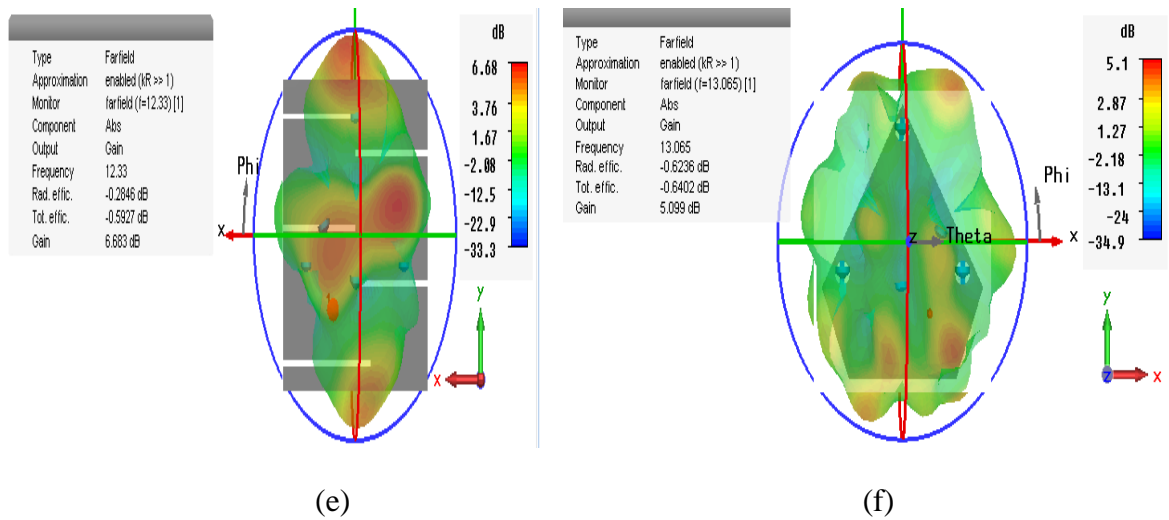 Type Farfield
Approximation enabled (kR >> 1)
Monitor farfield (f=12.33) [1]
Component Abs
Output Gain
Frequency 12.33
Rad. effic. -0.2846 dB
Tot. effic. -0.5927 dB
Gain 6.683 dB
Phi
x
dB
6.68
3.76
1.67
-12.5
-22.9
-33.3
y
x
(e)
Type Farfield
Approximation enabled (kR >> 1)
Monitor farfield (f=13.065) [1]
Component Abs
Output Gain
Frequency 13.065
Rad. effic. -0.6236 dB
Tot. effic. -0.6402 dB
Gain 5.099 dB
z Theta
Phi
x
dB
5.1
2.87
1.27
-2.18
-13.1
-24
-34.9
y
z x
(f)